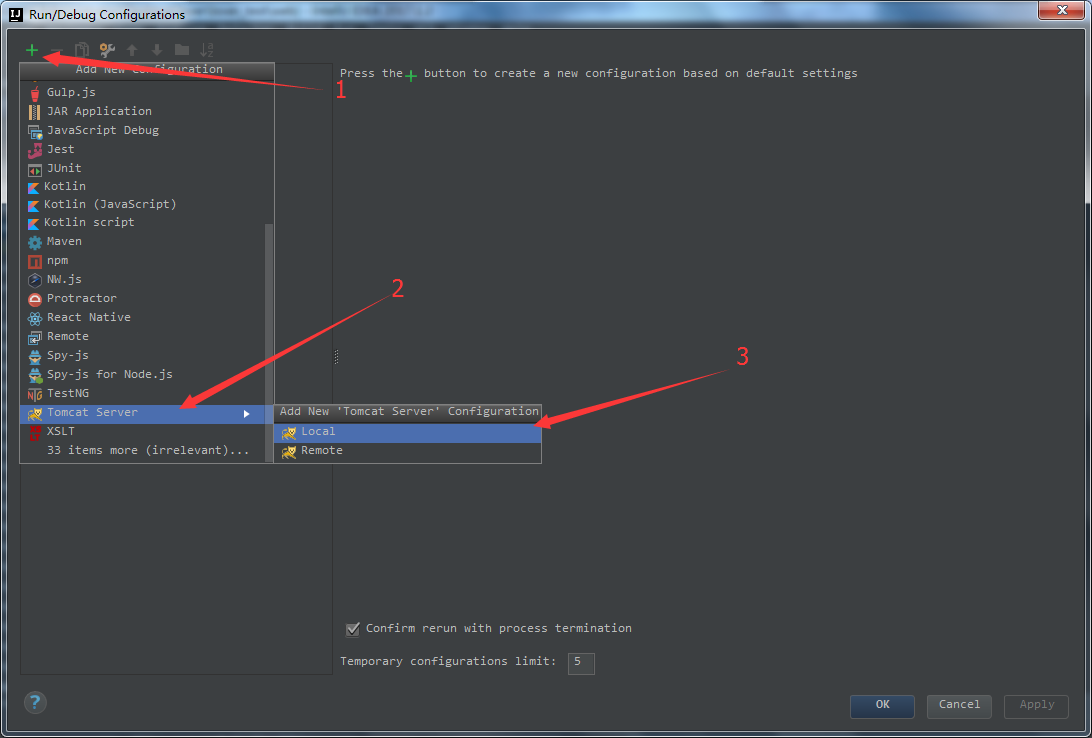 Run/Debug Configurations
Add New Configuration
Press the + button to create a new configuration based on default settings
1
Gulp.js
JAR Application
JavaScript Debug
Jest
JUnit
Kotlin
Kotlin (JavaScript)
Kotlin script
Maven
npm
NW.js
2
Protractor
React Native
Remote
Spy-js
3
Spy-js for Node.js
TestNG
Tomcat Server
Add New 'Tomcat Server' Configuration
XSLT
Local
33 items more (irrelevant)...
Remote
Confirm rerun with process termination
Temporary configurations limit: 5
? OK Cancel Apply